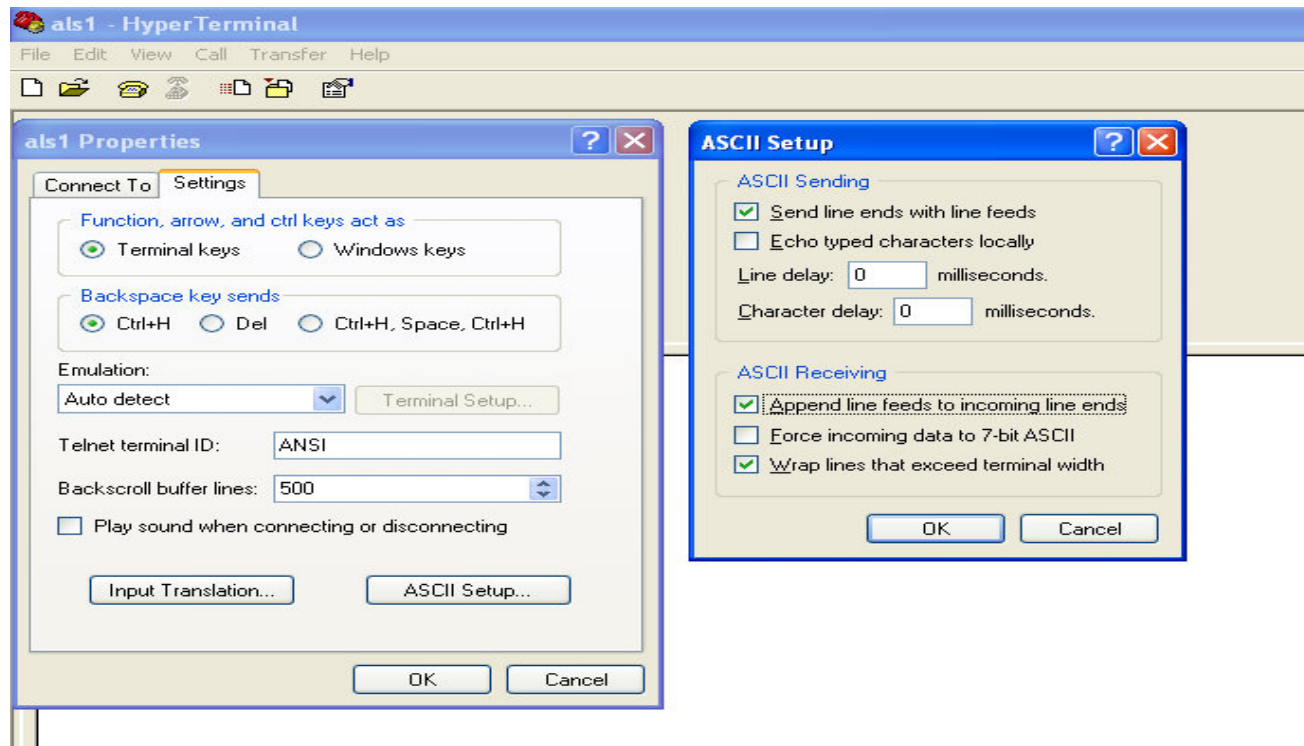 als1 - HyperTerminal
File Edit View Call Transfer Help
als1 Properties
Connect To Settings
Function, arrow, and ctrl keys act as
Terminal keys Windows keys
Backspace key sends
Ctrl+H Del Ctrl+H, Space, Ctrl+H
Emulation:
Auto detect Terminal Setup...
Telnet terminal ID: ANSI
Backscroll buffer lines: 500
Play sound when connecting or disconnecting
Input Translation... ASCII Setup...
OK Cancel
ASCII Setup
ASCII Sending
Send line ends with line feeds
Echo typed characters locally
Line delay: 0 milliseconds.
Character delay: 0 milliseconds.
ASCII Receiving
Append line feeds to incoming line ends
Force incoming data to 7-bit ASCII
Wrap lines that exceed terminal width
OK Cancel